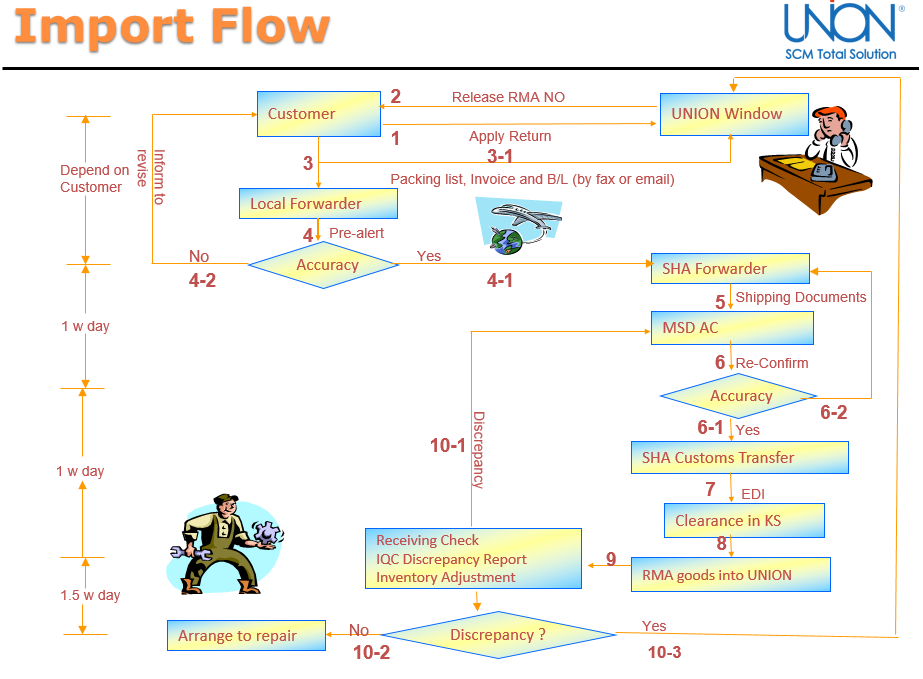 Import Flow
UNION®
SCM Total Solution
Customer
2
Release RMA NO
UNION Window
1
Apply Return
3
3-1
Packing list, Invoice and B/L (by fax or email)
Depend on
Customer
Inform to
revise
Local Forwarder
4
Pre-alert
No
Accuracy
Yes
4-2
4-1
SHA Forwarder
5
Shipping Documents
1 w day
MSD AC
6
Re-Confirm
Accuracy
6-2
6-1
Yes
10-1
Discrepancy
1 w day
SHA Customs Transfer
7
EDI
Clearance in KS
8
Receiving Check
IQC Discrepancy Report
Inventory Adjustment
9
RMA goods into UNION
1.5 w day
Arrange to repair
No
10-2
Discrepancy ?
Yes
10-3